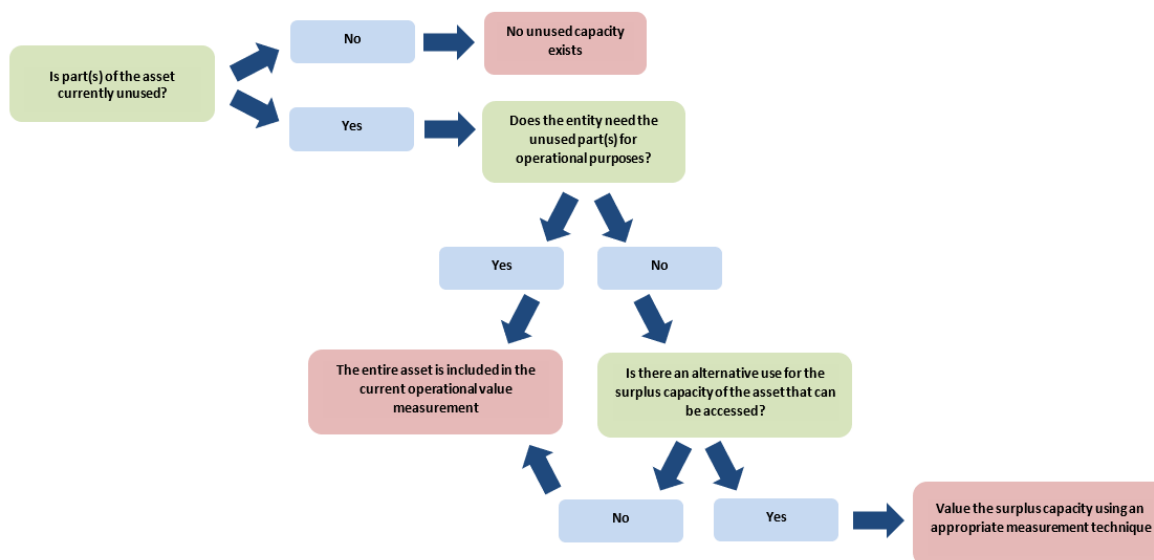 No
No unused capacity
exists
Is part(s) of the asset
currently unused?
Yes
Does the entity need the
unused part(s) for
operational purposes?
Yes
No
The entire asset is included in the
current operational value
measurement
Is there an alternative use for the
surplus capacity of the asset that can
be accessed?
No
Yes
Value the surplus capacity using an
appropriate measurement technique